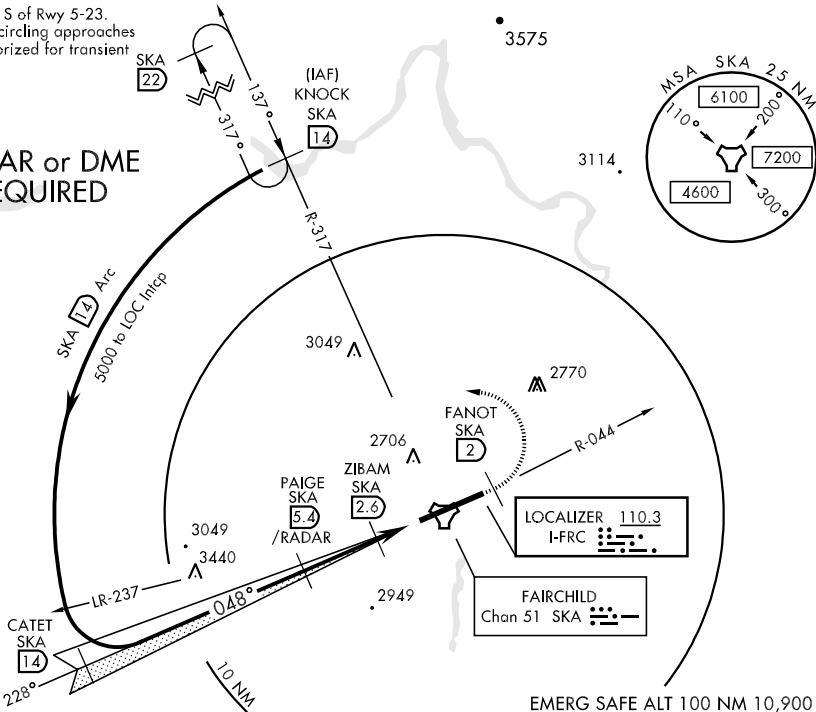 S of Rwy 5-23.
circling approaches
orized for transient
AR or DME
EQUIRED
SKA
22
137°
317°
(IAF)
KNOCK
SKA
14
3575
MSA SKA 25 NM
6100
110°
200°
7200
4600
300°
3114
R-317
SKA 14 Arc
5000 to LOC Intcp
3049
2770
FANOT
SKA
2
R-044
2706
ZIBAM
SKA
2.6
PAIGE
SKA
5.4
/RADAR
LOCALIZER 110.3
I-FRC
3049
3440
LR-237
048°
2949
FAIRCHILD
Chan 51 SKA
CATET
SKA
14
228°
10 NM
EMERG SAFE ALT 100 NM 10,900